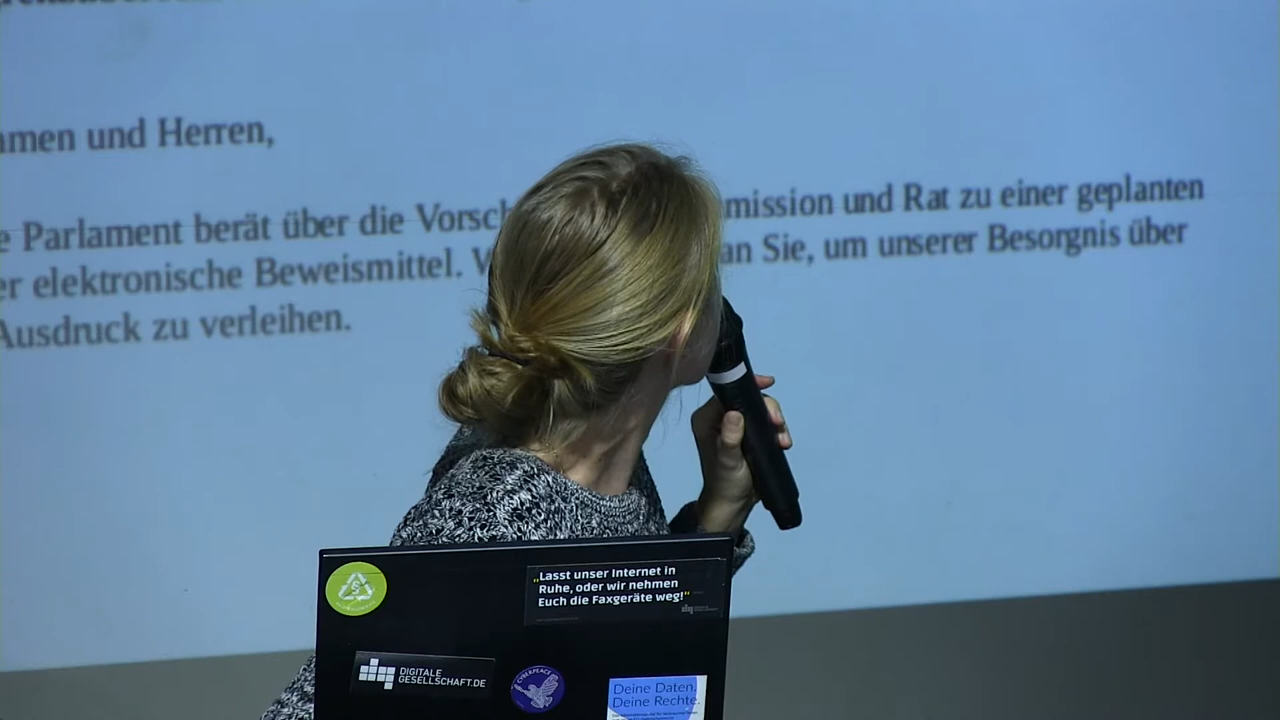 men und Herren,
Parlament berät über die Vorsch mission und Rat zu einer geplanten
er elektronische Beweismittel. W an Sie, um unserer Besorgnis über
Ausdruck zu verleihen.
„Lasst unser Internet in
Ruhe, oder wir nehmen
Euch die Faxgeräte weg!"
DIGITALE
GESELLSCHAFT.DE
CYBERPEACE
Deine Daten.
Deine Rechte.